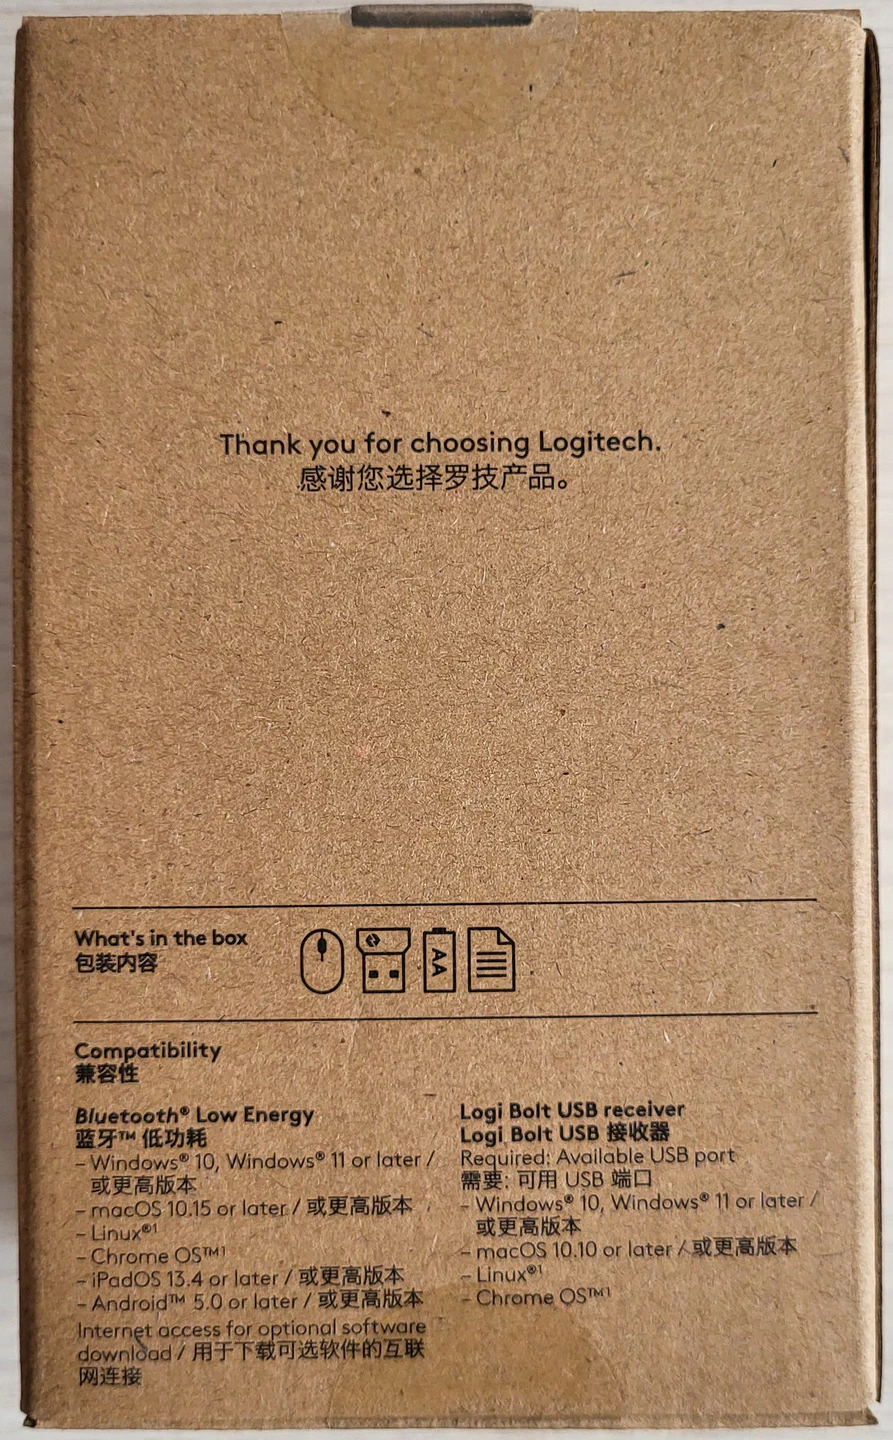 Thank you for choosing Logitech.
感谢您选择罗技产品。
What's in the box
包装内容
AA
Compatibility
兼容性
Bluetooth® Low Energy
蓝牙™ 低功耗
– Windows® 10, Windows® 11 or later /
或更高版本
– macOS 10.15 or later / 或更高版本
– Linux®¹
– Chrome OS™¹
– iPadOS 13.4 or later / 或更高版本
– Android™ 5.0 or later / 或更高版本
Internet access for optional software
download / 用于下载可选软件的互联
网连接
Logi Bolt USB receiver
Logi Bolt USB 接收器
Required: Available USB port
需要: 可用 USB 端口
– Windows® 10, Windows® 11 or later /
或更高版本
– macOS 10.10 or later / 或更高版本
– Linux®¹
– Chrome OS™¹